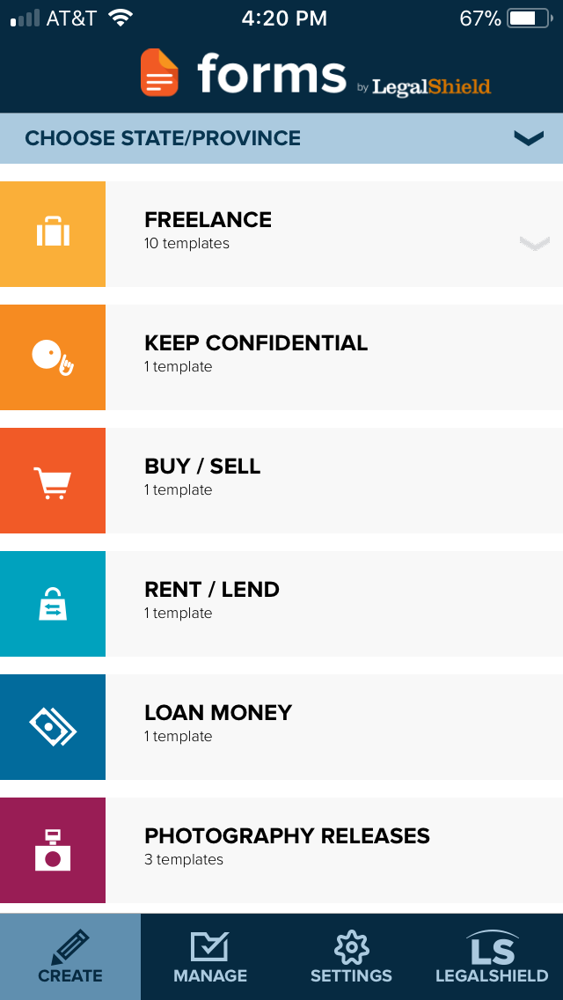 AT&T 4:20 PM 67%
forms by LegalShield
CHOOSE STATE/PROVINCE
FREELANCE
10 templates
KEEP CONFIDENTIAL
1 template
BUY / SELL
1 template
RENT / LEND
1 template
LOAN MONEY
1 template
PHOTOGRAPHY RELEASES
3 templates
LS
CREATE MANAGE SETTINGS LEGALSHIELD